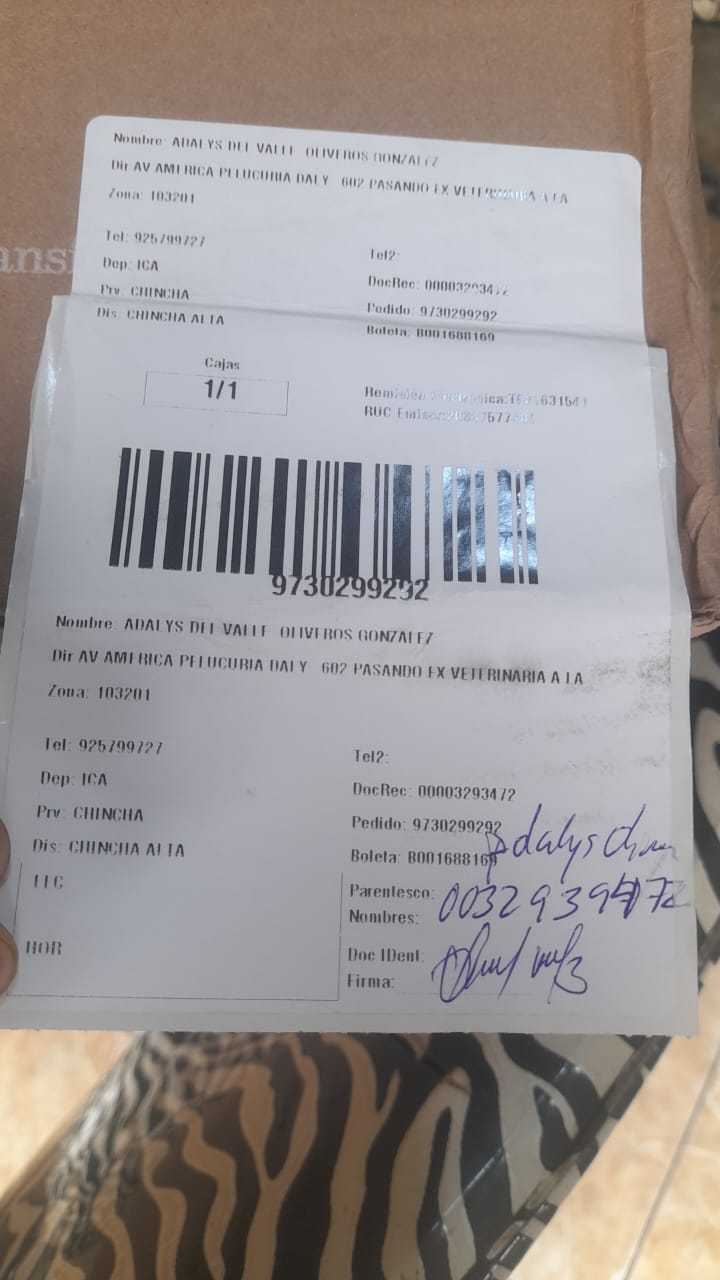 Nombre: ADALYS DEL VALLE OLIVEROS GONZALEZ
Dir AV AMERICA PELUCURIA DALY 602 PASANDO EX VETERINARIA A LA
Zona: 103201
Tel: 925799727
Tel2:
Dep: ICA
DocRec: 00003293472
Prv: CHINCHA
Pedido: 9730299292
Dis: CHINCHA ALTA
Boleta: B001688169
Cajas
1/1
RUC
9730299292
Nombre: ADALYS DEL VALLE OLIVEROS GONZALEZ
Dir AV AMERICA PELUCURIA DALY 602 PASANDO EX VETERINARIA A LA
Zona: 103201
Tel: 925799727
Tel2:
Dep: ICA
DocRec: 00003293472
Prv: CHINCHA
Pedido: 9730299292
Dis: CHINCHA ALTA
Boleta: B001688169
Adalys
FEC
Parentesco:
Nombres:
HOR
Doc IDent:
Firma: